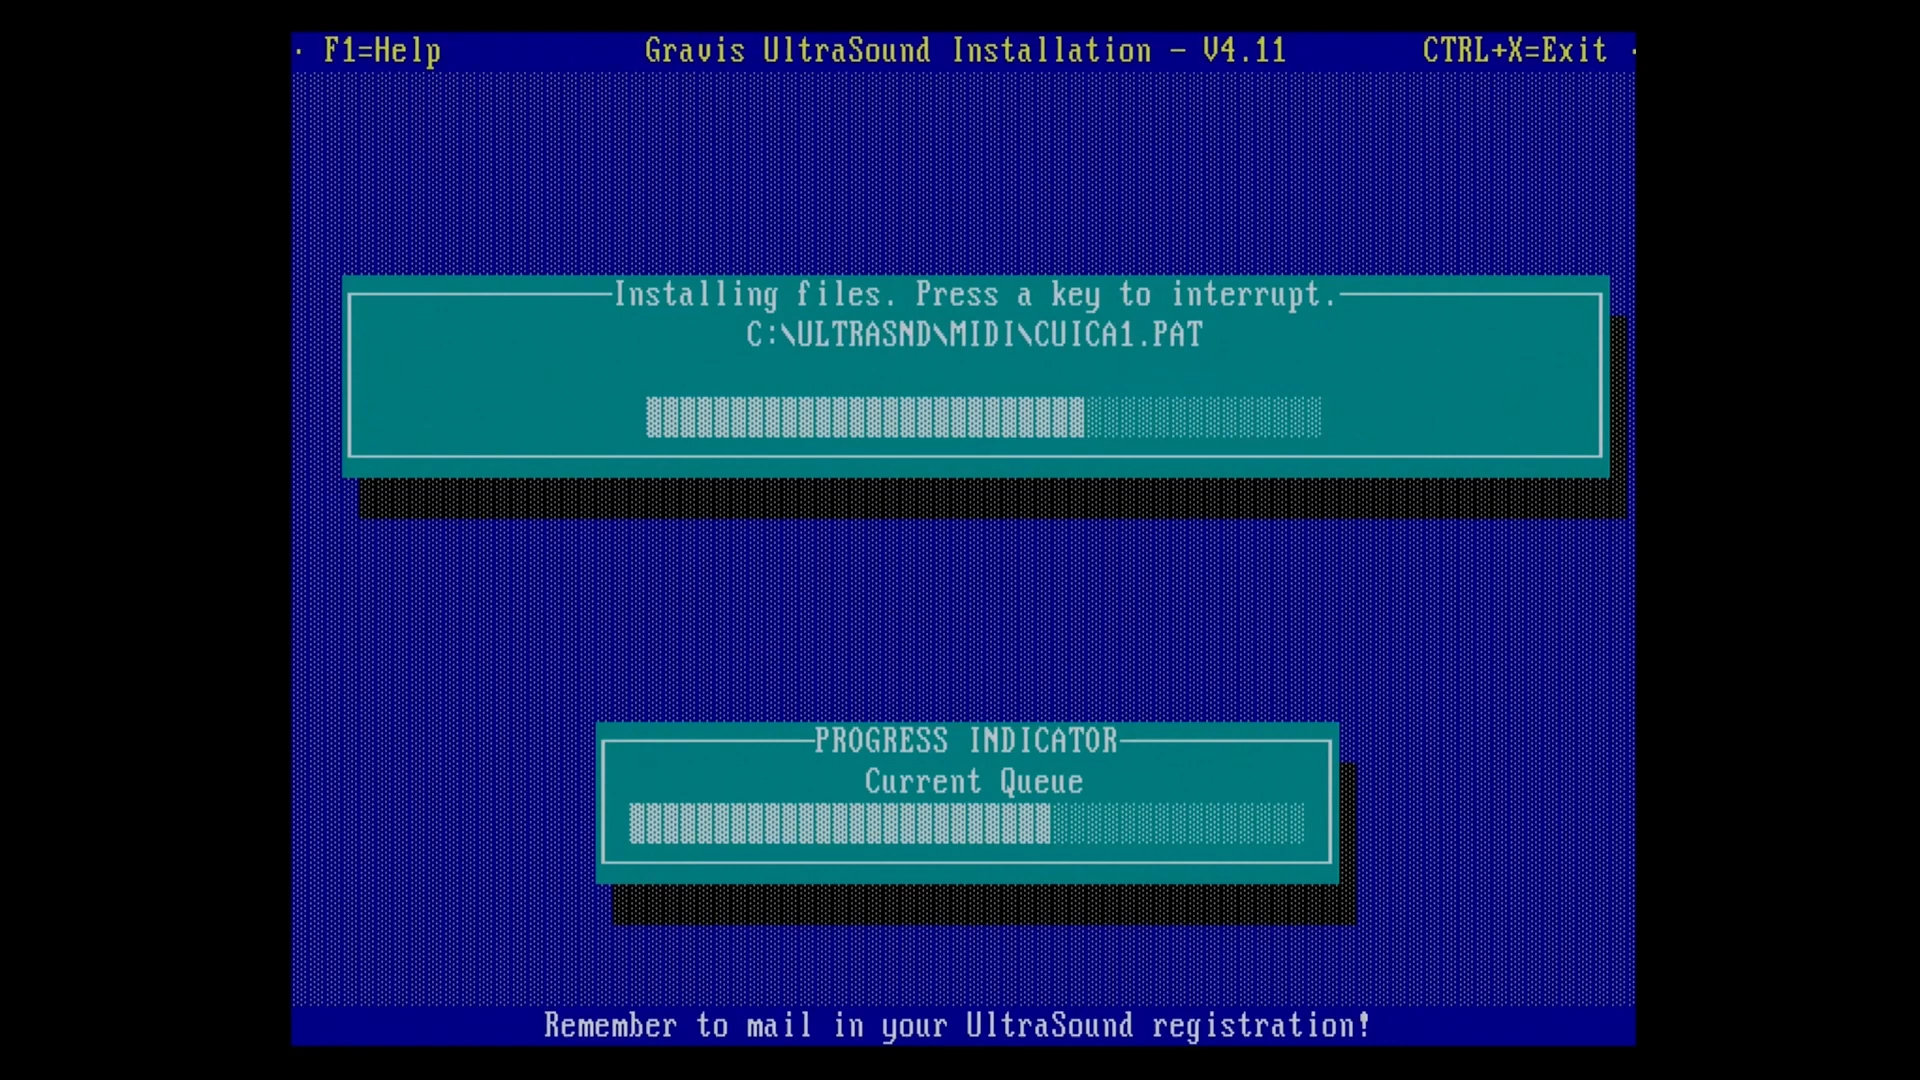 F1=Help Gravis UltraSound Installation - V4.11 CTRL+X=Exit
Installing files. Press a key to interrupt.
C:\ULTRASND\MIDI\CUICA1.PAT
PROGRESS INDICATOR
Current Queue
Remember to mail in your UltraSound registration!